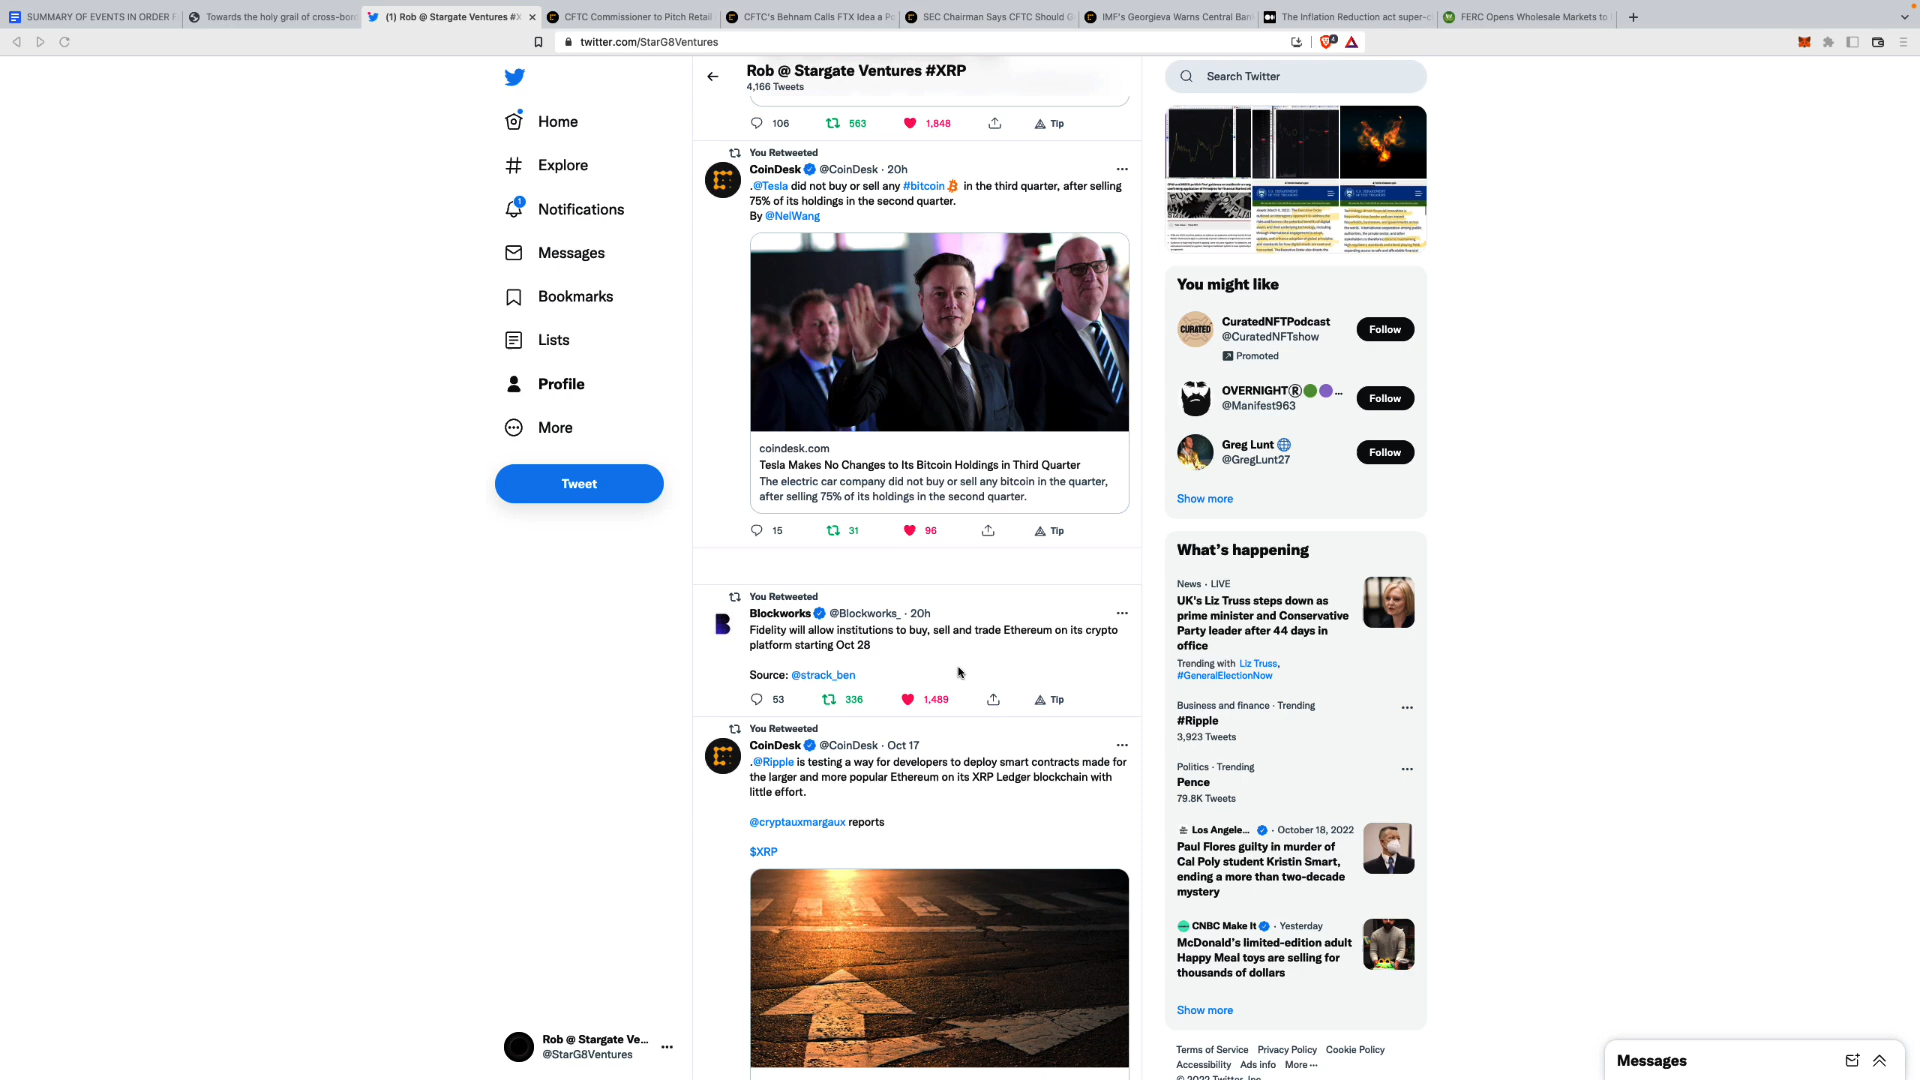 SUMMARY OF EVENTS IN ORDER F
Towards the holy grail of cross-bor
(1) Rob @ Stargate Ventures #X
CFTC Commissioner to Pitch Retail
CFTC's Behnam Calls FTX Idea a Po
SEC Chairman Says CFTC Should G
IMF's Georgieva Warns Central Ban
The Inflation Reduction act super-c
FERC Opens Wholesale Markets to
twitter.com/StarG8Ventures
4
Home
Explore
1
Notifications
Messages
Bookmarks
Lists
Profile
More
Tweet
Rob @ Stargate Ve...
@StarG8Ventures
Rob @ Stargate Ventures #XRP
4,166 Tweets
106 563 1,848 Tip
You Retweeted
CoinDesk @CoinDesk · 20h
.@Tesla did not buy or sell any #bitcoin in the third quarter, after selling
75% of its holdings in the second quarter.
By @NelWang
coindesk.com
Tesla Makes No Changes to Its Bitcoin Holdings in Third Quarter
The electric car company did not buy or sell any bitcoin in the quarter,
after selling 75% of its holdings in the second quarter.
15 31 96 Tip
You Retweeted
Blockworks @Blockworks_ · 20h
Fidelity will allow institutions to buy, sell and trade Ethereum on its crypto
platform starting Oct 28
Source: @strack_ben
53 336 1,489 Tip
You Retweeted
CoinDesk @CoinDesk · Oct 17
.@Ripple is testing a way for developers to deploy smart contracts made for
the larger and more popular Ethereum on its XRP Ledger blockchain with
little effort.
@cryptauxmargaux reports
$XRP
Search Twitter
You might like
CURATED
CuratedNFTPodcast
@CuratedNFTshow
Promoted
Follow
OVERNIGHT® ...
@Manifest963
Follow
Greg Lunt
@GregLunt27
Follow
Show more
What's happening
News · LIVE
UK's Liz Truss steps down as
prime minister and Conservative
Party leader after 44 days in
office
Trending with Liz Truss,
#GeneralElectionNow
Business and finance · Trending
#Ripple
3,923 Tweets
Politics · Trending
Pence
79.8K Tweets
Los Angele... · October 18, 2022
Paul Flores guilty in murder of
Cal Poly student Kristin Smart,
ending a more than two-decade
mystery
CNBC Make It · Yesterday
McDonald's limited-edition adult
Happy Meal toys are selling for
thousands of dollars
Show more
Terms of Service Privacy Policy Cookie Policy
Accessibility Ads info More ···
© 2022 Twitter, Inc.
Messages